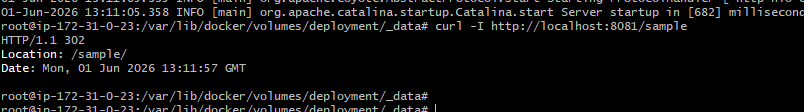 01-Jun-2026 13:11:05.358 INFO [main] org.apache.catalina.startup.Catalina.start Server startup in [682] millisecond
root@ip-172-31-0-23:/var/lib/docker/volumes/deployment/_data# curl -I http://localhost:8081/sample
HTTP/1.1 302
Location: /sample/
Date: Mon, 01 Jun 2026 13:11:57 GMT
root@ip-172-31-0-23:/var/lib/docker/volumes/deployment/_data#
root@ip-172-31-0-23:/var/lib/docker/volumes/deployment/_data#